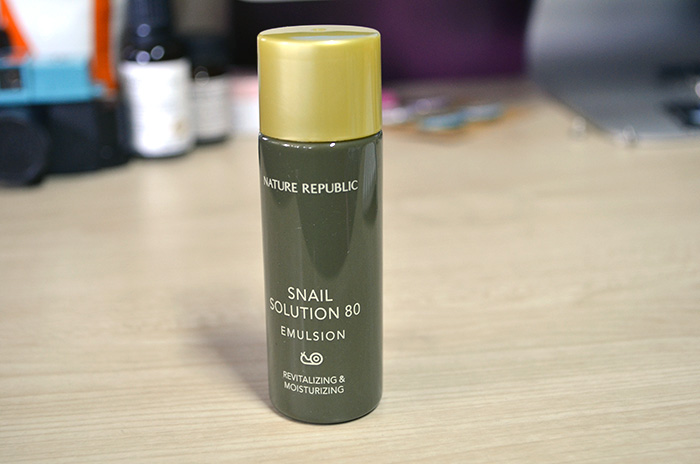 NATURE REPUBLIC
SNAIL
SOLUTION 80
EMULSION
REVITALIZING &
MOISTURIZING